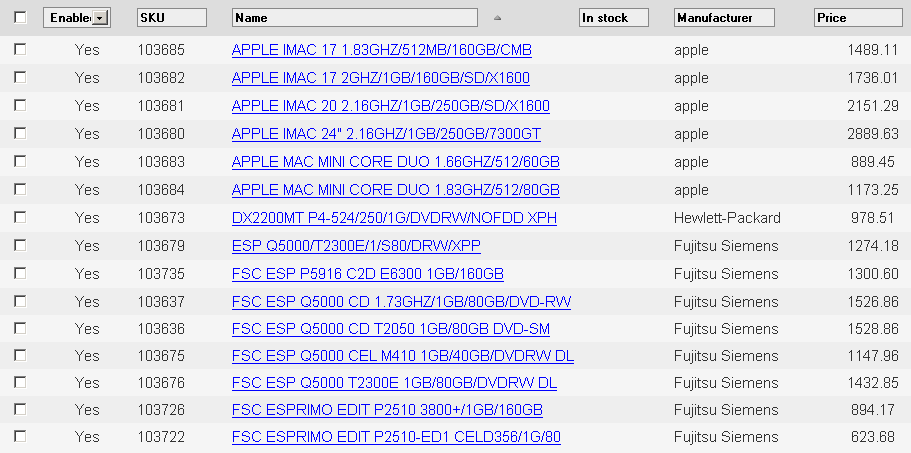 Enabled SKU Name In stock Manufacturer Price
Yes 103685 APPLE IMAC 17 1.83GHZ/512MB/160GB/CMB apple 1489.11
Yes 103682 APPLE IMAC 17 2GHZ/1GB/160GB/SD/X1600 apple 1736.01
Yes 103681 APPLE IMAC 20 2.16GHZ/1GB/250GB/SD/X1600 apple 2151.29
Yes 103680 APPLE IMAC 24" 2.16GHZ/1GB/250GB/7300GT apple 2889.63
Yes 103683 APPLE MAC MINI CORE DUO 1.66GHZ/512/60GB apple 889.45
Yes 103684 APPLE MAC MINI CORE DUO 1.83GHZ/512/80GB apple 1173.25
Yes 103673 DX2200MT P4-524/250/1G/DVDRW/NOFDD XPH Hewlett-Packard 978.51
Yes 103679 ESP Q5000/T2300E/1/S80/DRW/XPP Fujitsu Siemens 1274.18
Yes 103735 FSC ESP P5916 C2D E6300 1GB/160GB Fujitsu Siemens 1300.60
Yes 103637 FSC ESP Q5000 CD 1.73GHZ/1GB/80GB/DVD-RW Fujitsu Siemens 1526.86
Yes 103636 FSC ESP Q5000 CD T2050 1GB/80GB DVD-SM Fujitsu Siemens 1528.86
Yes 103675 FSC ESP Q5000 CEL M410 1GB/40GB/DVDRW DL Fujitsu Siemens 1147.96
Yes 103676 FSC ESP Q5000 T2300E 1GB/80GB/DVDRW DL Fujitsu Siemens 1432.85
Yes 103726 FSC ESPRIMO EDIT P2510 3800+/1GB/160GB Fujitsu Siemens 894.17
Yes 103722 FSC ESPRIMO EDIT P2510-ED1 CELD356/1G/80 Fujitsu Siemens 623.68